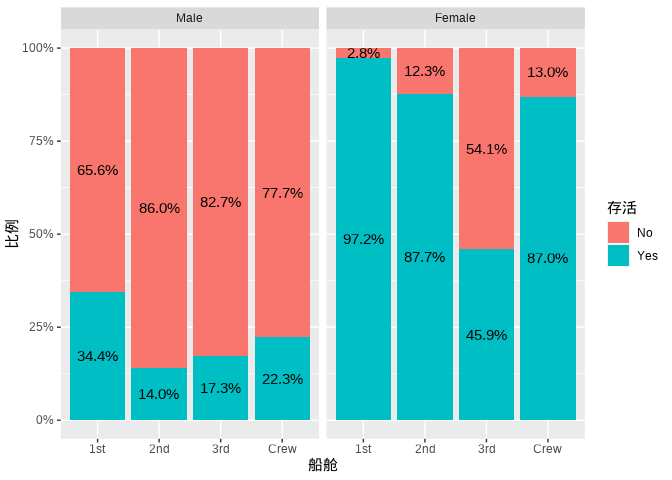 Male
Female
100%
75%
50%
25%
0%
比例
65.6%
86.0%
82.7%
77.7%
34.4%
14.0%
17.3%
22.3%
2.8%
12.3%
54.1%
13.0%
97.2%
87.7%
45.9%
87.0%
1st
2nd
3rd
Crew
1st
2nd
3rd
Crew
船舱
存活
No
Yes